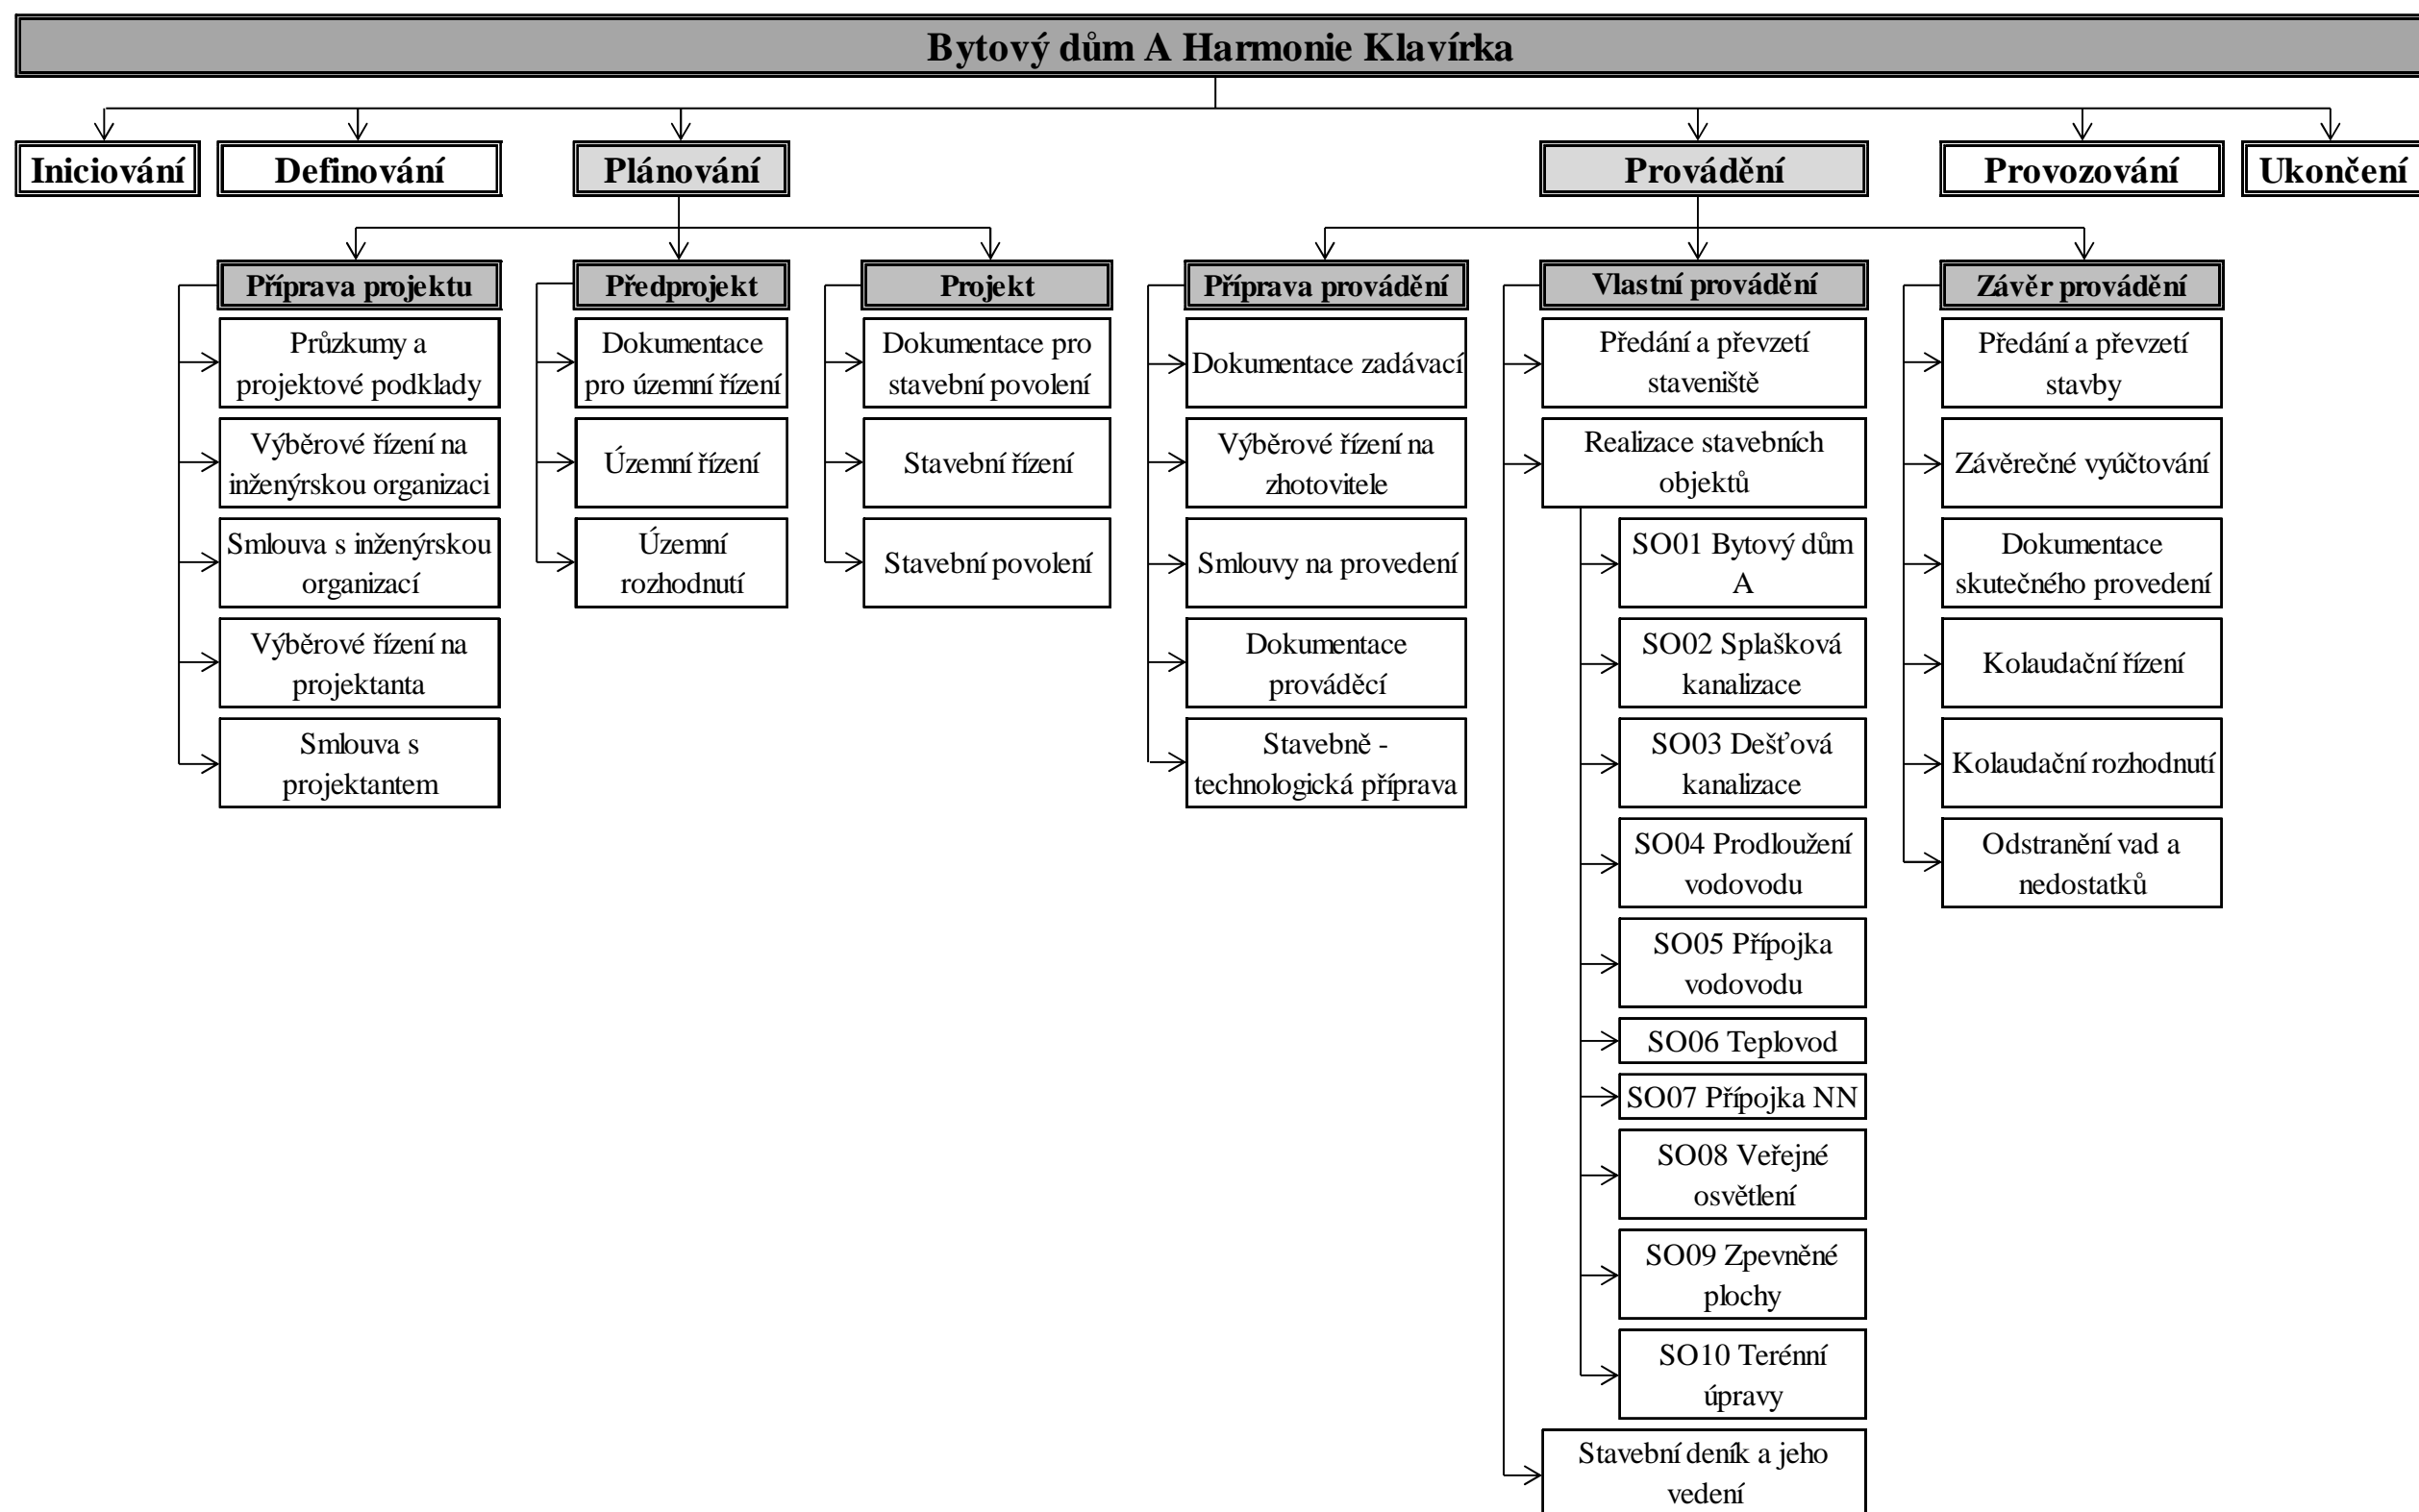 Bytový dům A Harmonie Klavírka
Iniciování
Definování
Plánování
Provádění
Provozování
Ukončení
Příprava projektu
Průzkumy a
projektové podklady
Výběrové řízení na
inženýrskou organizaci
Smlouva s inženýrskou
organizací
Výběrové řízení na
projektanta
Smlouva s
projektantem
Předprojekt
Dokumentace
pro územní řízení
Územní řízení
Územní
rozhodnutí
Projekt
Dokumentace pro
stavební povolení
Stavební řízení
Stavební povolení
Příprava provádění
Dokumentace zadávací
Výběrové řízení na
zhotovitele
Smlouvy na provedení
Dokumentace
prováděcí
Stavebně -
technologická příprava
Vlastní provádění
Předání a převzetí
staveniště
Realizace stavebních
objektů
SO01 Bytový dům
A
SO02 Splašková
kanalizace
SO03 Dešťová
kanalizace
SO04 Prodloužení
vodovodu
SO05 Přípojka
vodovodu
SO06 Teplovod
SO07 Přípojka NN
SO08 Veřejné
osvětlení
SO09 Zpevněné
plochy
SO10 Terénní
úpravy
Stavební deník a jeho
vedení
Závěr provádění
Předání a převzetí
stavby
Závěrečné vyúčtování
Dokumentace
skutečného provedení
Kolaudační řízení
Kolaudační rozhodnutí
Odstranění vad a
nedostatků